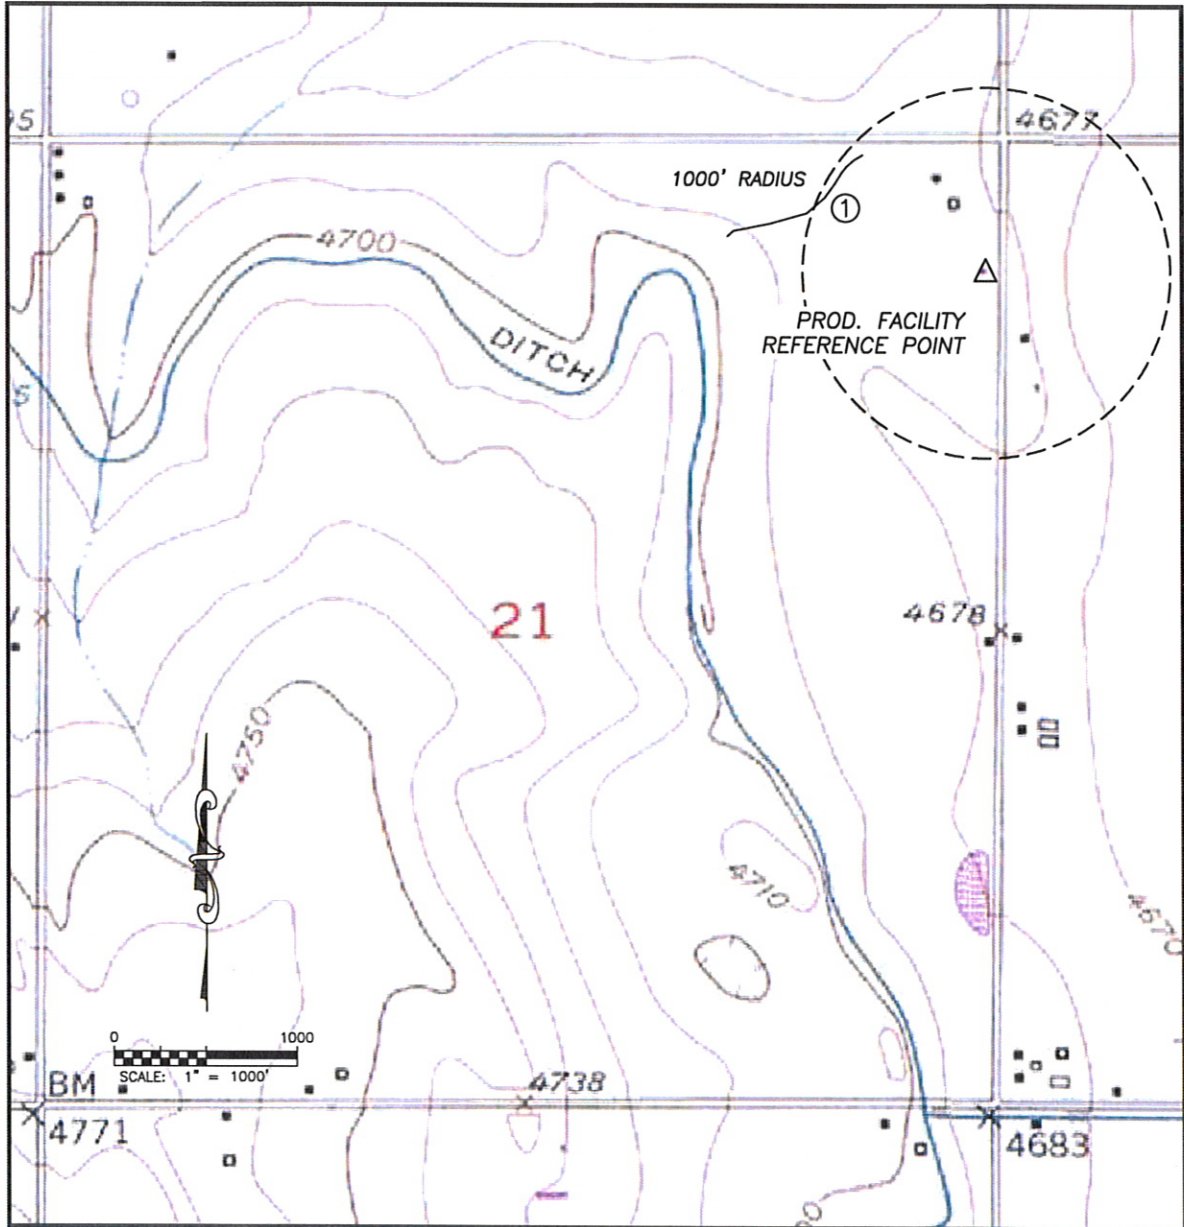 4677
1000' RADIUS
1
4700
DITCH
PROD. FACILITY
REFERENCE POINT
21
4678
4750
4710
4670
0 1000
SCALE: 1" = 1000'
BM
4738
4771
4683